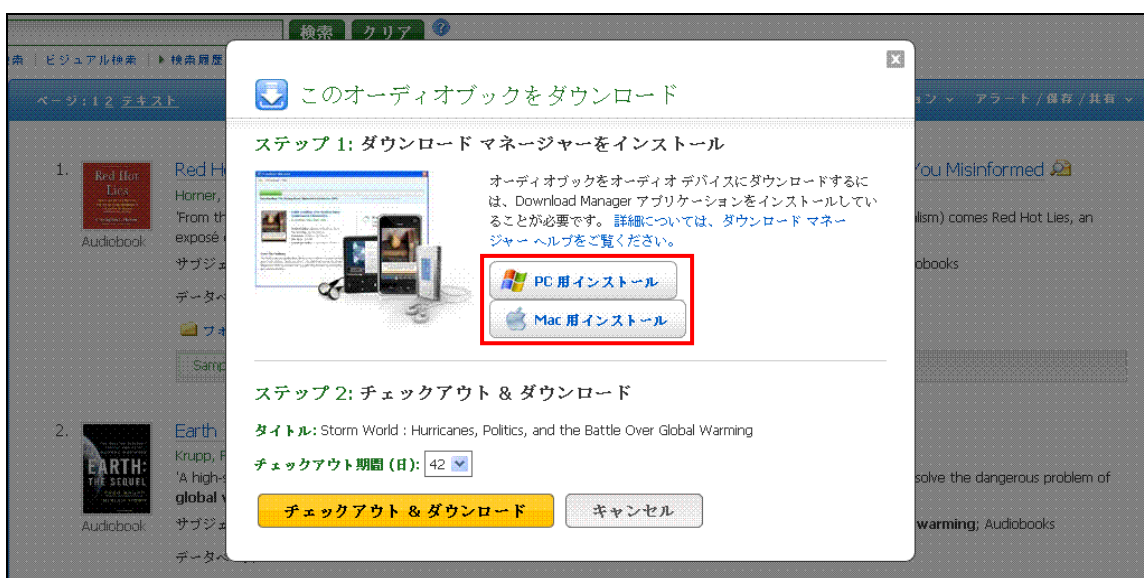 検索 クリア
索 | ビジュアル検索 | 検索履歴
ページ:12 テキスト
ョン アラート/保存/共有
このオーディオブックをダウンロード
ステップ 1: ダウンロード マネージャーをインストール
オーディオブックをオーディオ デバイスにダウンロードするに
は、Download Manager アプリケーションをインストールしてい
ることが必要です。 詳細については、ダウンロード マネー
ジャー ヘルプをご覧ください。
PC 用インストール
Mac 用インストール
ステップ 2: チェックアウト & ダウンロード
タイトル: Storm World : Hurricanes, Politics, and the Battle Over Global Warming
チェックアウト期間 (日): 42
チェックアウト & ダウンロード
キャンセル
1.
Red Hot
Lies
Audiobook
Red H
You Misinformed
Horner,
'From th
lism) comes Red Hot Lies, an
exposé
サブジェ
obooks
データベ
フォ
Samp
2.
EARTH:
THE SEQUEL
Audiobook
Earth
Krupp, F
'A high-s
solve the dangerous problem of
global
サブジェ
warming; Audiobooks
データベ